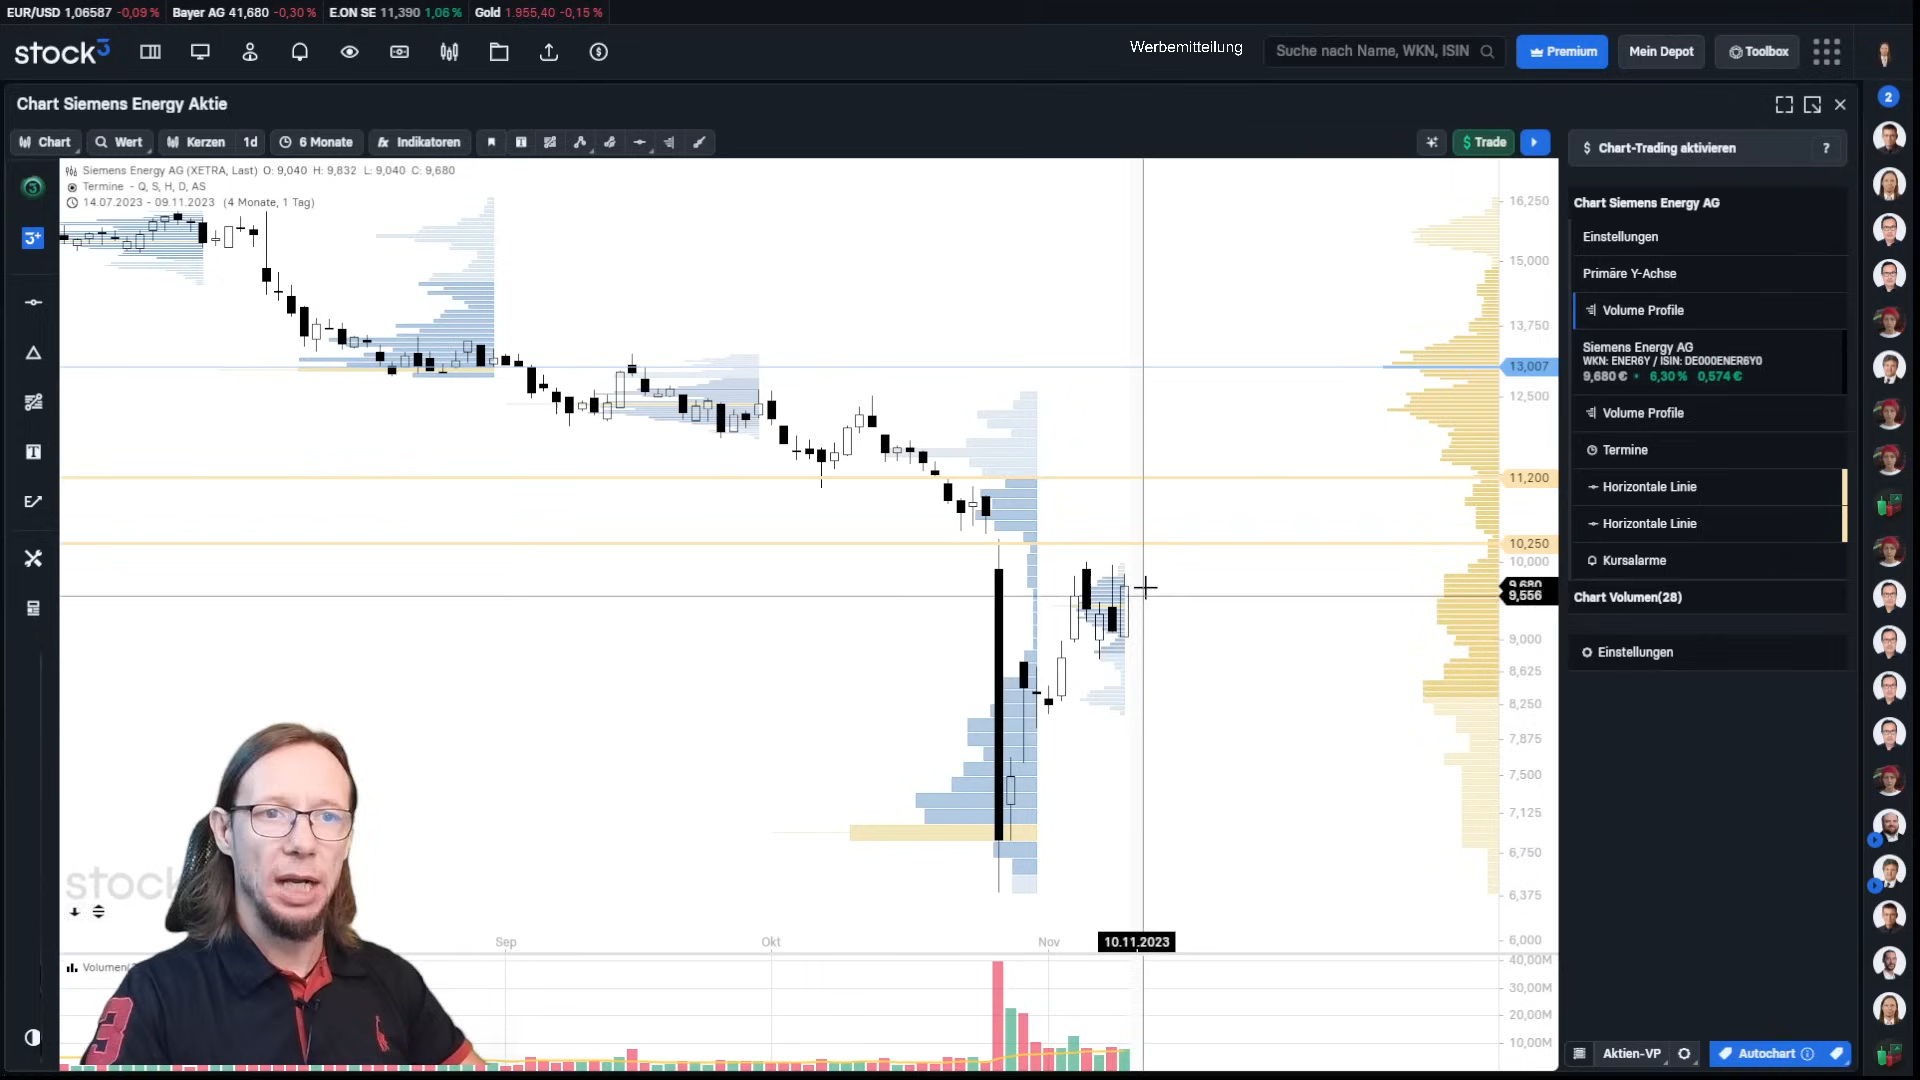 EUR/USD 1,06587 -0,09 % Bayer AG 41,680 -0,30 % E.ON SE 11,390 1,06 % Gold 1.955,40 -0,15 %
stock3
Werbemitteilung
Suche nach Name, WKN, ISIN
Premium
Mein Depot
Toolbox
Chart Siemens Energy Aktie
2
Chart
Wert
Kerzen
1d
6 Monate
fx Indikatoren
$ Trade
$ Chart-Trading aktivieren ?
Siemens Energy AG (XETRA, Last) O: 9,040 H: 9,832 L: 9,040 C: 9,680
Termine - Q, S, H, D, AS
14.07.2023 - 09.11.2023 (4 Monate, 1 Tag)
3+
16,250
15,000
13,750
13,007
12,500
11,200
10,250
10,000
9,680
9,556
9,000
8,625
8,250
7,875
7,500
7,125
6,750
6,375
6,000
Chart Siemens Energy AG
Einstellungen
Primäre Y-Achse
Volume Profile
Siemens Energy AG
WKN: ENER6Y / ISIN: DE000ENER6Y0
9,680 € • 6,30 % 0,574 €
Volume Profile
Termine
Horizontale Linie
Horizontale Linie
Kursalarme
Chart Volumen(28)
Einstellungen
stock
Sep
Okt
Nov
10.11.2023
40,00M
30,00M
20,00M
10,00M
3
Aktien-VP
Autochart